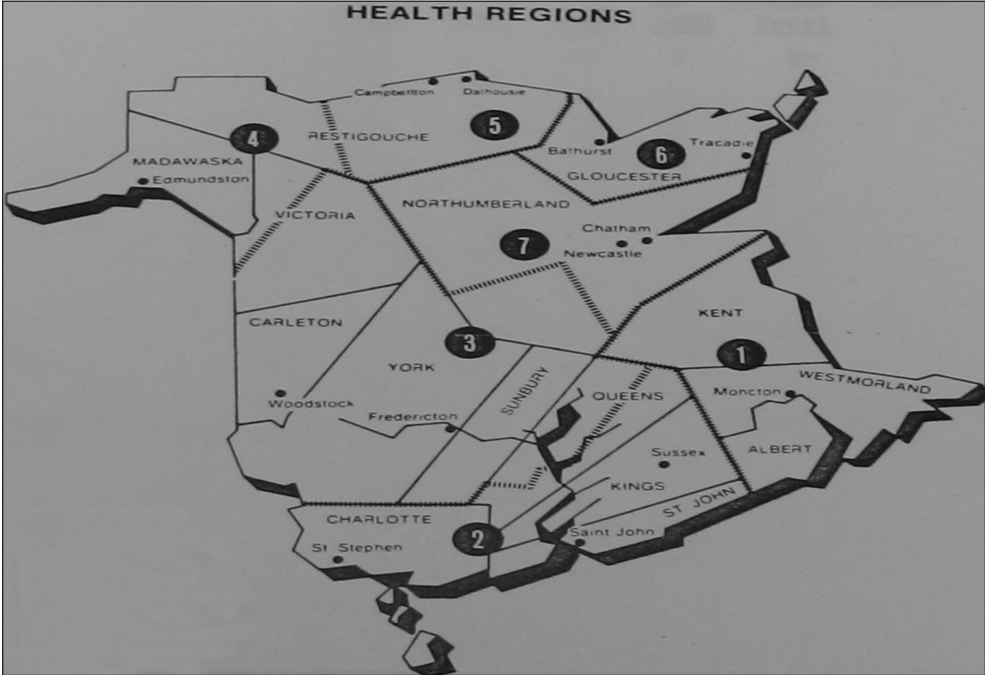 HEALTH REGIONS
Campbellton
Dalhousie
RESTIGOUCHE
5
4
Bathurst
6
Tracadie
MADAWASKA
Edmundston
GLOUCESTER
VICTORIA
NORTHUMBERLAND
Chatham
7
Newcastle
CARLETON
KENT
3
1
YORK
SUNBURY
QUEENS
Moncton
WESTMORLAND
Woodstock
Fredericton
Sussex
ALBERT
KINGS
ST JOHN
CHARLOTTE
2
Saint John
St Stephen